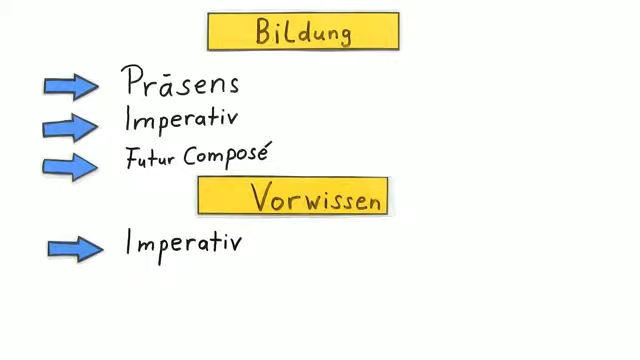 Bildung
Präsens
Imperativ
Futur Composé
Vorwissen
Imperativ